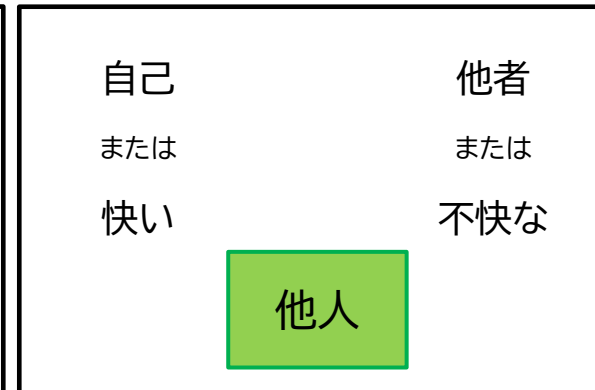 自己 他者
または または
快い 不快な
他人